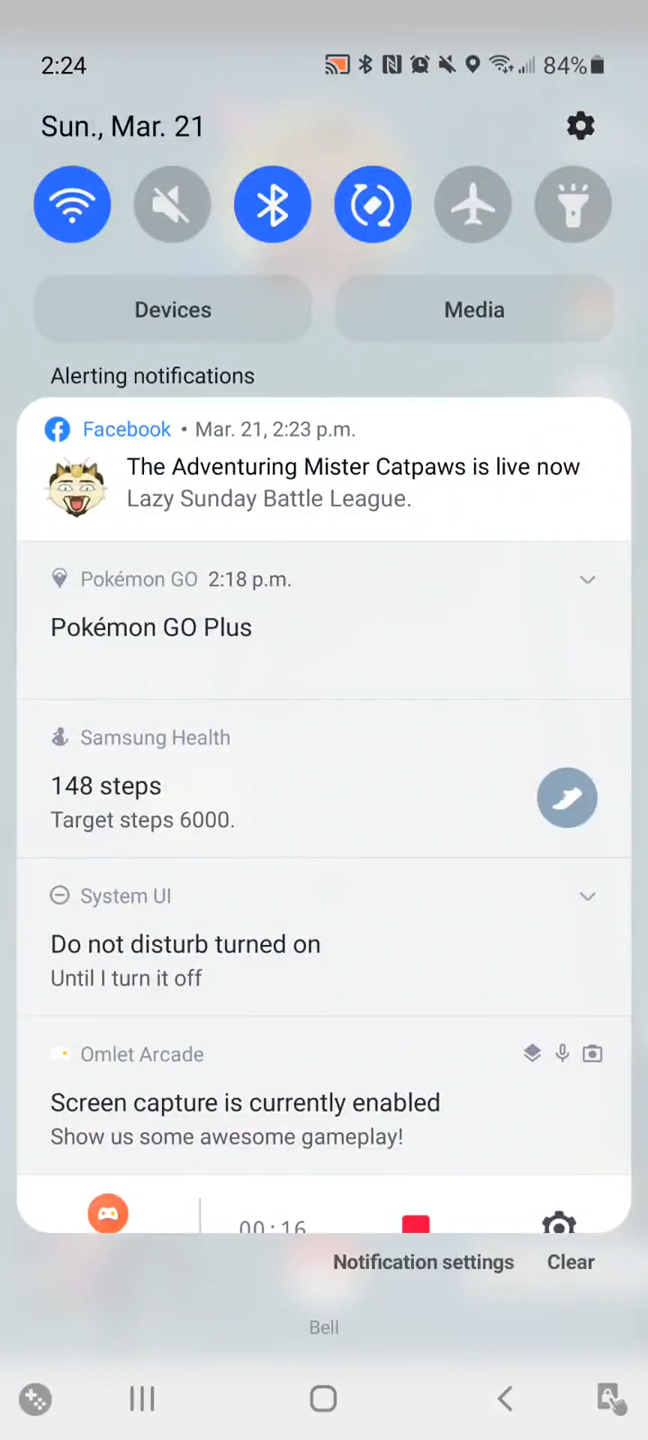 2:24
84%
Sun., Mar. 21
Devices
Media
Alerting notifications
Facebook • Mar. 21, 2:23 p.m.
The Adventuring Mister Catpaws is live now
Lazy Sunday Battle League.
Pokémon GO 2:18 p.m.
Pokémon GO Plus
Samsung Health
148 steps
Target steps 6000.
System UI
Do not disturb turned on
Until I turn it off
Omlet Arcade
Screen capture is currently enabled
Show us some awesome gameplay!
00:16
Notification settings
Clear
Bell